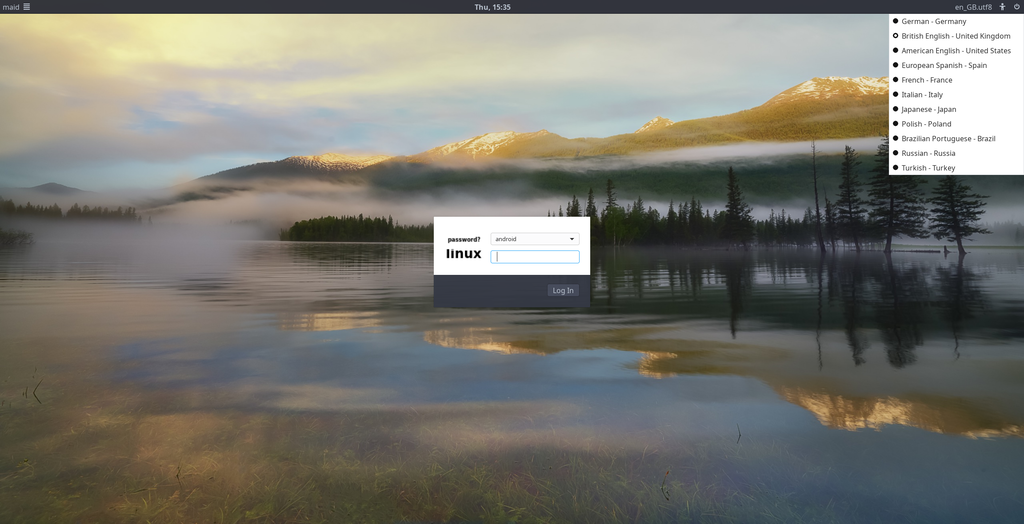 maid
Thu, 15:35
en_GB.utf8
German - Germany
British English - United Kingdom
American English - United States
European Spanish - Spain
French - France
Italian - Italy
Japanese - Japan
Polish - Poland
Brazilian Portuguese - Brazil
Russian - Russia
Turkish - Turkey
password?
android
linux
Log In